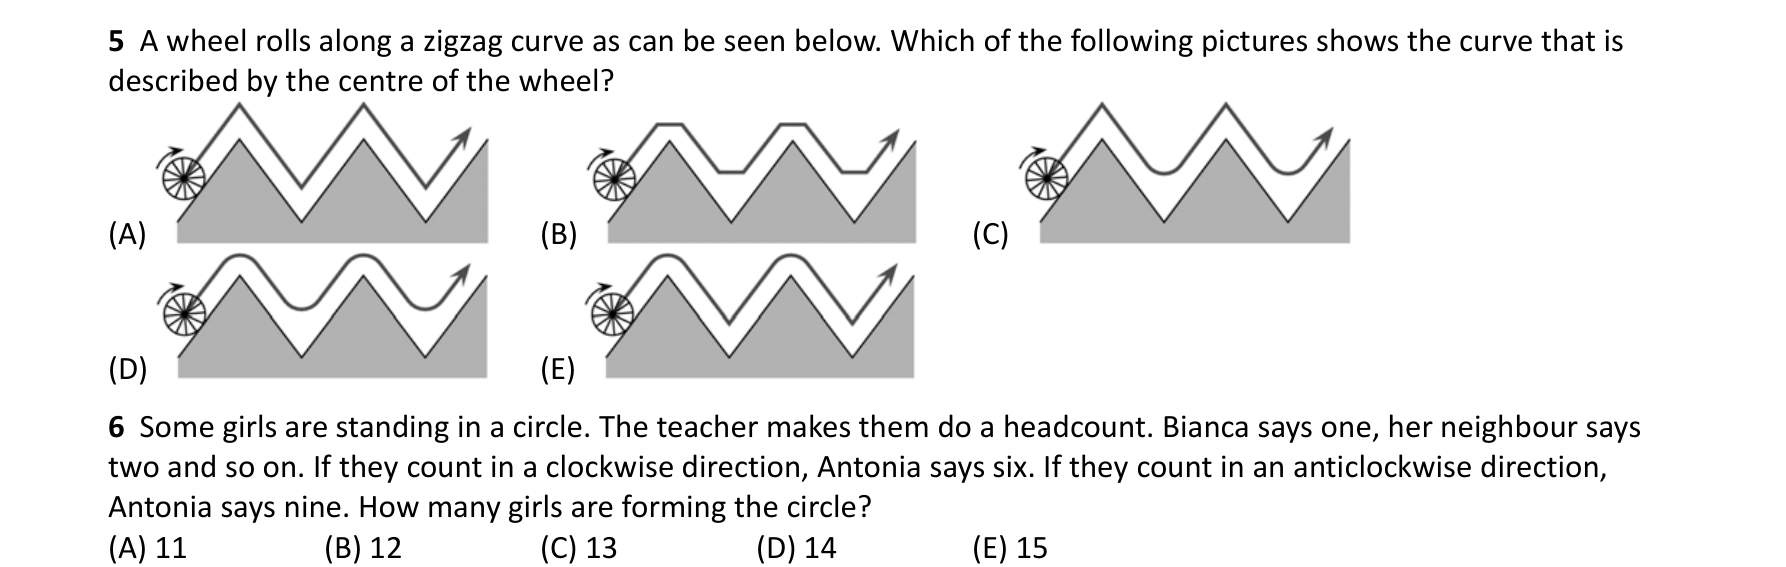 5 A wheel rolls along a zigzag curve as can be seen below. Which of the following pictures shows the curve that is
described by the centre of the wheel?
(A) (B) (C)
(D) (E)
6 Some girls are standing in a circle. The teacher makes them do a headcount. Bianca says one, her neighbour says
two and so on. If they count in a clockwise direction, Antonia says six. If they count in an anticlockwise direction,
Antonia says nine. How many girls are forming the circle?
(A) 11 (B) 12 (C) 13 (D) 14 (E) 15